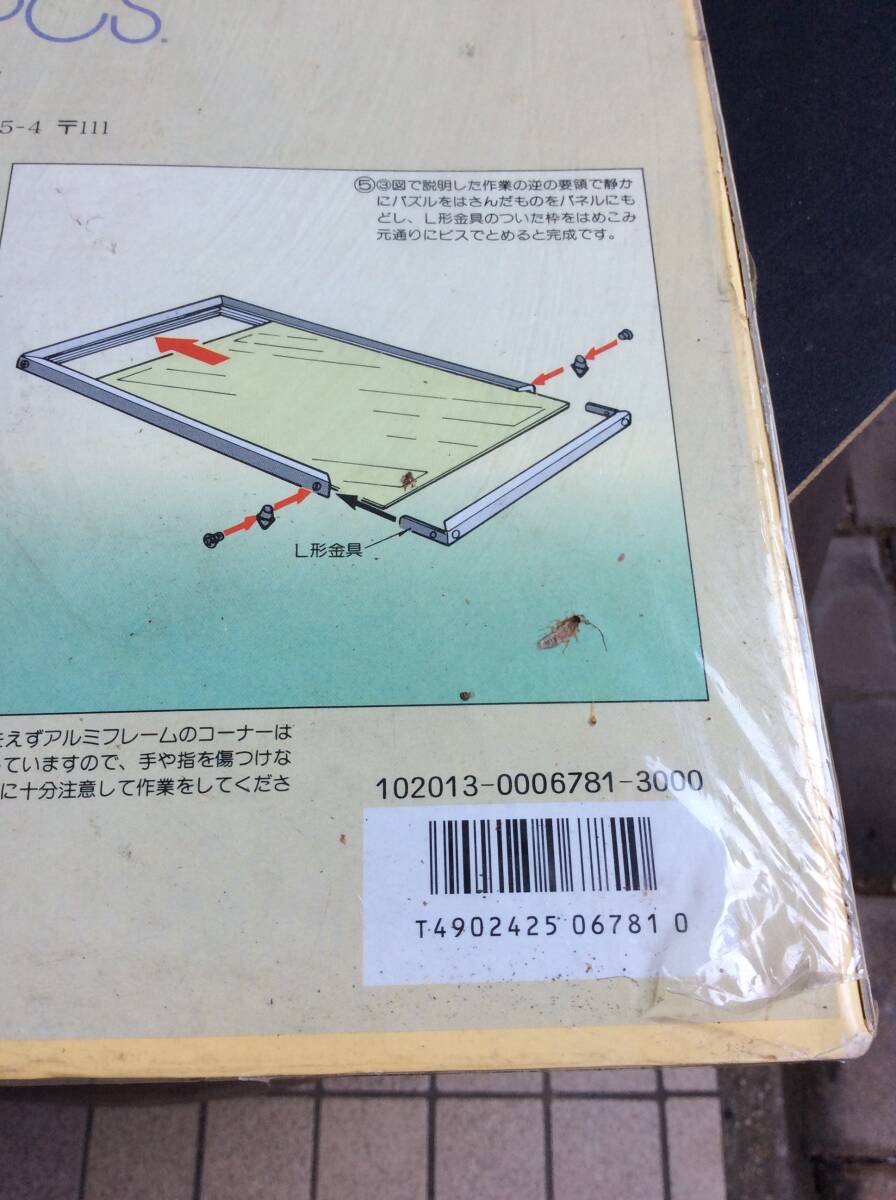 PCS.
5-4 〒111
⑤③図で説明した作業の逆の要領で静か
にパズルをはさんだものをパネルにも
どし、L形金具のついた枠をはめこみ
元通りにビスでとめると完成です。
L形金具
えずアルミフレームのコーナーは
ていますので、手や指を傷つけな
に十分注意して作業をしてくださ
102013-0006781-3000
T4902425 06781 0